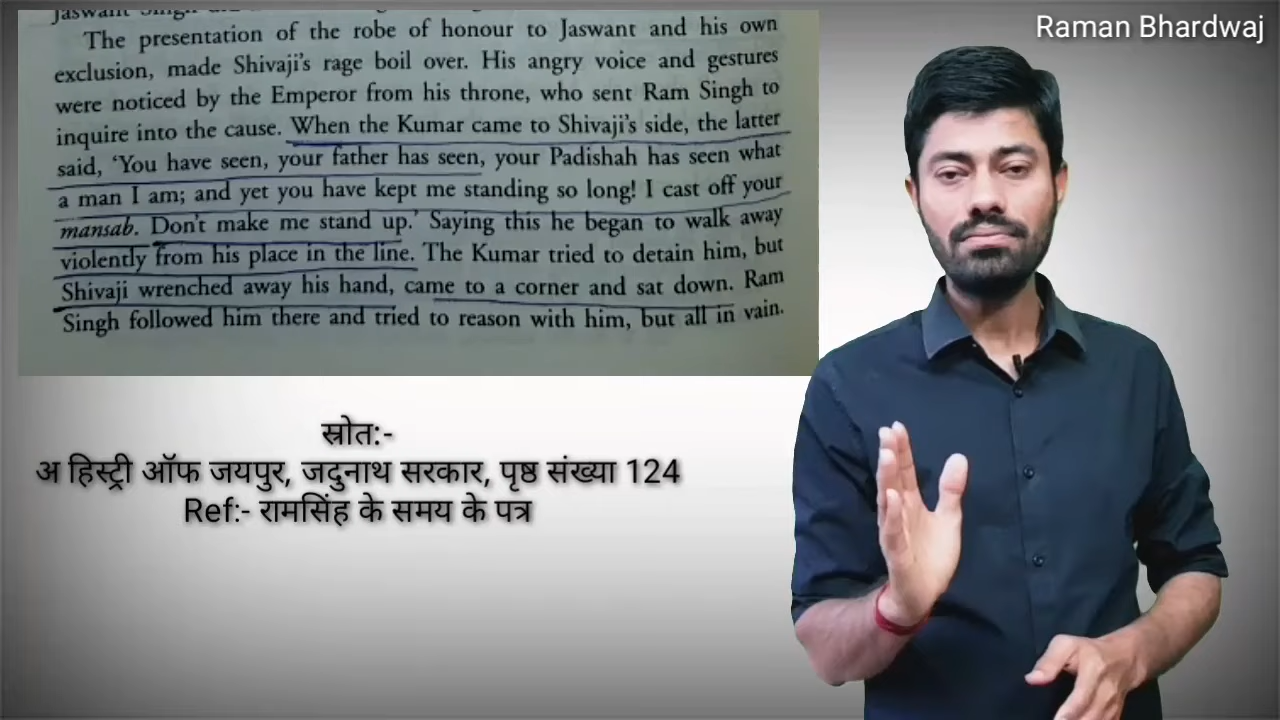 Raman Bhardwaj
Jaswant Singh
The presentation of the robe of honour to Jaswant and his own
exclusion, made Shivaji's rage boil over. His angry voice and gestures
were noticed by the Emperor from his throne, who sent Ram Singh to
inquire into the cause. When the Kumar came to Shivaji's side, the latter
said, ‘You have seen, your father has seen, your Padishah has seen what
a man I am; and yet you have kept me standing so long! I cast off your
mansab. Don't make me stand up.’ Saying this he began to walk away
violently from his place in the line. The Kumar tried to detain him, but
Shivaji wrenched away his hand, came to a corner and sat down. Ram
Singh followed him there and tried to reason with him, but all in vain.
स्रोत:-
अ हिस्ट्री ऑफ जयपुर, जदुनाथ सरकार, पृष्ठ संख्या 124
Ref:- रामसिंह के समय के पत्र